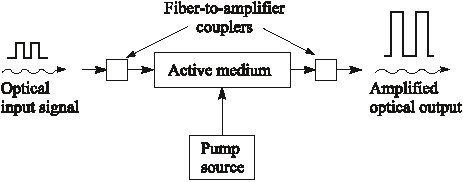 Fiber-to-amplifier
couplers
Active medium
Optical
input signal
Amplified
optical output
Pump
source